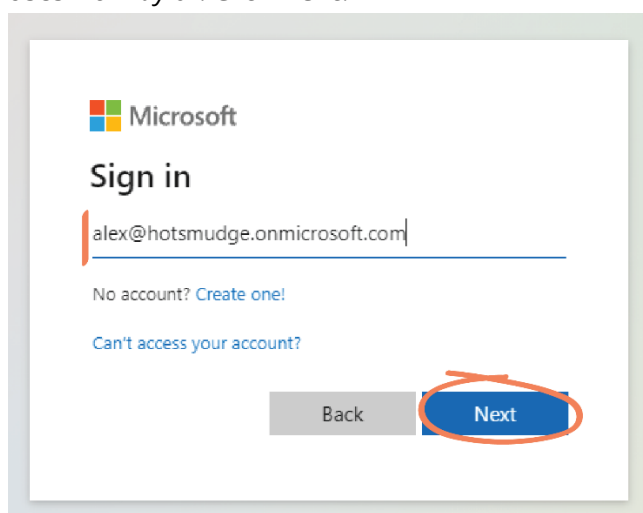 Microsoft
Sign in
alex@hotsmudge.onmicrosoft.com
No account? Create one!
Can't access your account?
Back Next